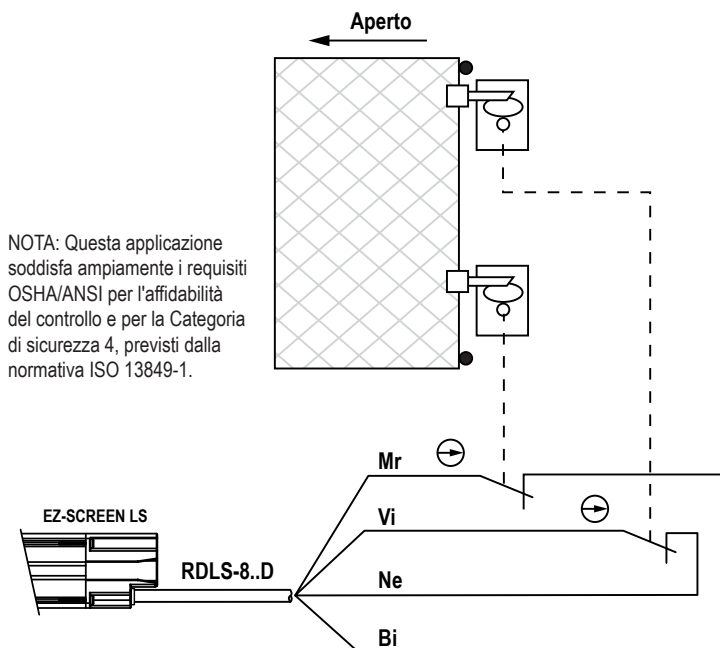 Aperto
NOTA: Questa applicazione
soddisfa ampiamente i requisiti
OSHA/ANSI per l'affidabilità
del controllo e per la Categoria
di sicurezza 4, previsti dalla
normativa ISO 13849-1.
Mr
EZ-SCREEN LS
Vi
RDLS-8..D
Ne
Bi